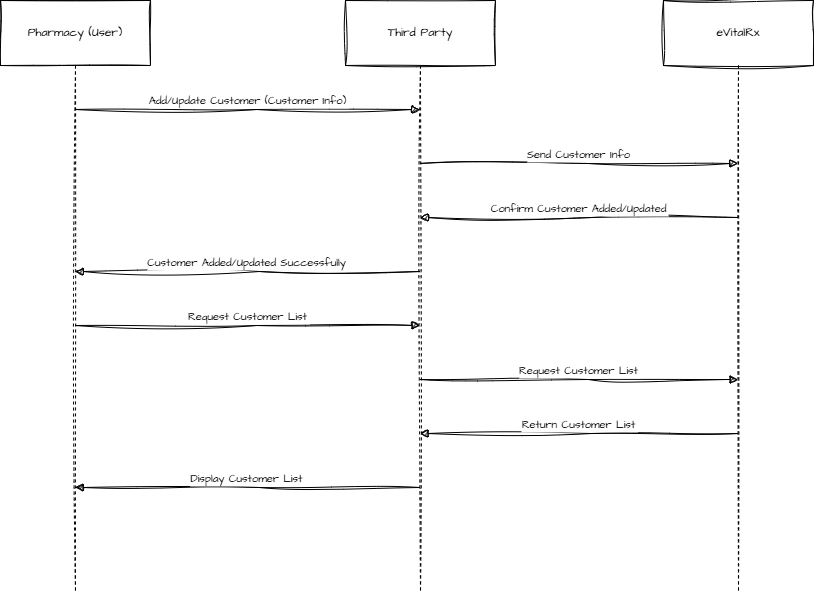 Pharmacy (User)
Third Party
eVitalRx
Add/Update Customer (Customer Info)
Send Customer Info
Confirm Customer Added/Updated
Customer Added/Updated Successfully
Request Customer List
Request Customer List
Return Customer List
Display Customer List